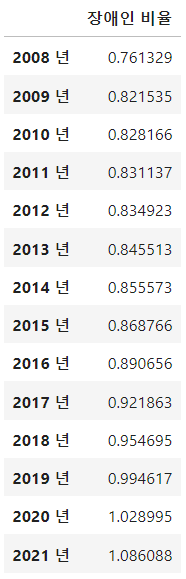 장애인 비율
2008 년 0.761329
2009 년 0.821535
2010 년 0.828166
2011 년 0.831137
2012 년 0.834923
2013 년 0.845513
2014 년 0.855573
2015 년 0.868766
2016 년 0.890656
2017 년 0.921863
2018 년 0.954695
2019 년 0.994617
2020 년 1.028995
2021 년 1.086088